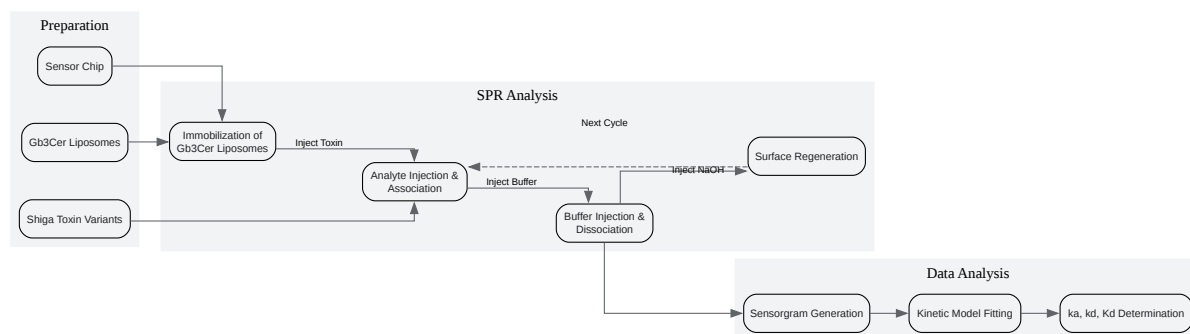 Preparation
Sensor Chip
Gb3Cer Liposomes
Shiga Toxin Variants
SPR Analysis
Next Cycle
Immobilization of
Gb3Cer Liposomes
Inject Toxin
Analyte Injection &
Association
Inject Buffer
Buffer Injection &
Dissociation
Inject NaOH
Surface Regeneration
Data Analysis
Sensorgram Generation
Kinetic Model Fitting
ka, kd, Kd Determination